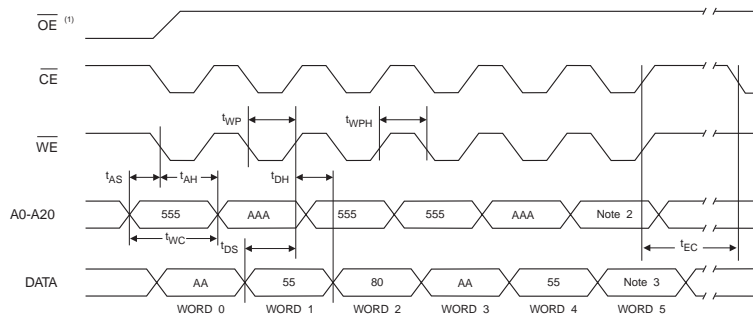 OE (1)
CE
tWP tWPH
WE
tAS tAH tDH
A0-A20 555 AAA 555 555 AAA Note 2
tWC tDS tEC
DATA AA 55 80 AA 55 Note 3
WORD 0 WORD 1 WORD 2 WORD 3 WORD 4 WORD 5